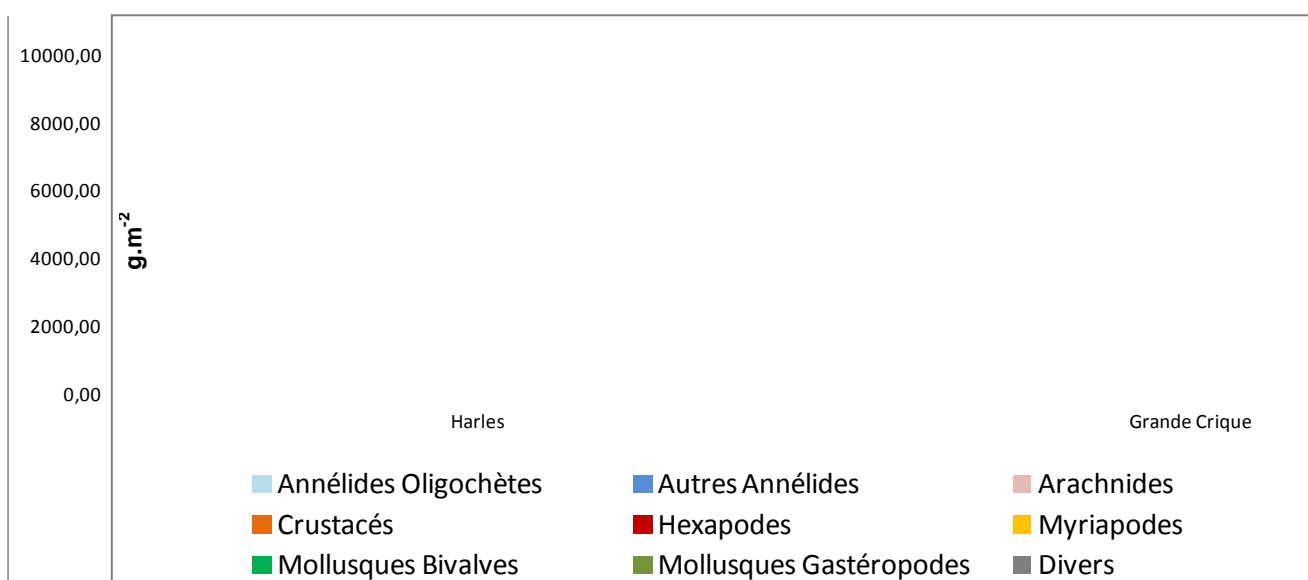 10000,00
8000,00
6000,00
4000,00
2000,00
0,00
g.m⁻²
Harles Grande Crique
Annélides Oligochètes Autres Annélides Arachnides
Crustacés Hexapodes Myriapodes
Mollusques Bivalves Mollusques Gastéropodes Divers